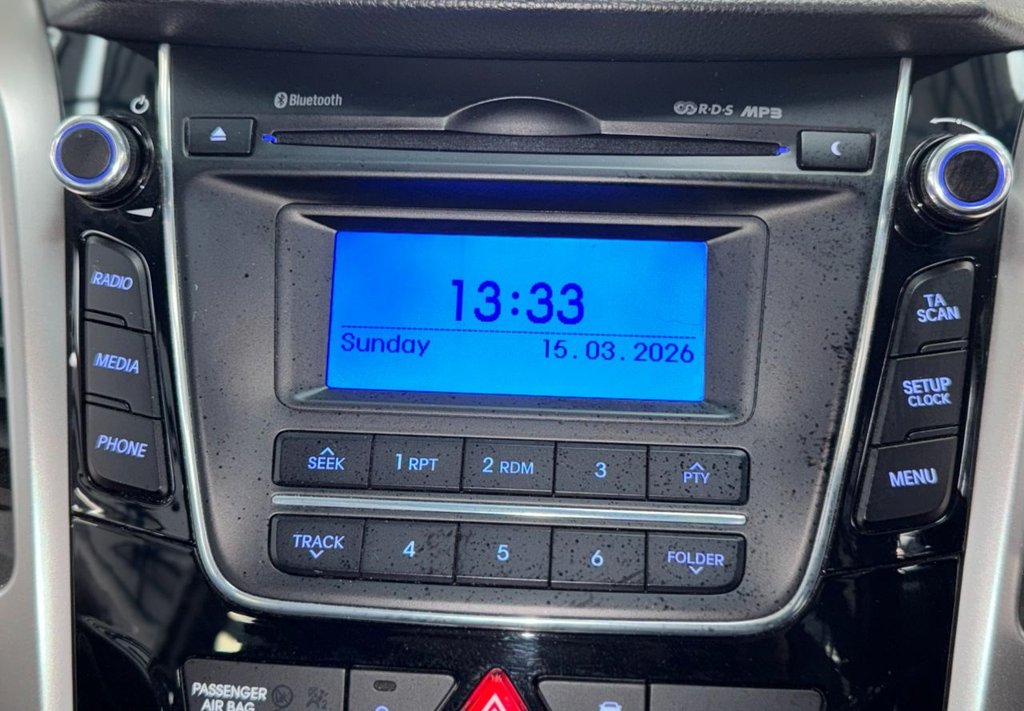 Bluetooth
R·D·S MP3
RADIO
MEDIA
PHONE
13:33
Sunday 15.03.2026
TA
SCAN
SETUP
CLOCK
MENU
SEEK 1 RPT 2 RDM 3 PTY
TRACK 4 5 6 FOLDER
PASSENGER
AIR BAG